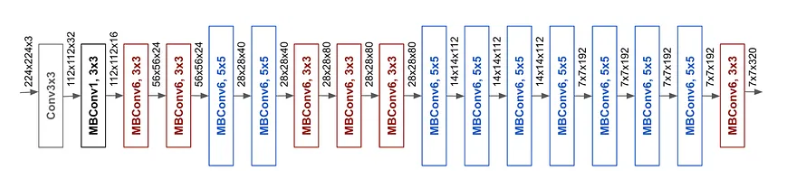 224x224x3
Conv3x3
112x112x32
MBConv1, 3x3
112x112x16
MBConv6, 3x3
56x56x24
MBConv6, 3x3
56x56x24
MBConv6, 5x5
28x28x40
MBConv6, 5x5
28x28x40
MBConv6, 3x3
28x28x80
MBConv6, 3x3
28x28x80
MBConv6, 3x3
28x28x80
MBConv6, 5x5
14x14x112
MBConv6, 5x5
14x14x112
MBConv6, 5x5
14x14x112
MBConv6, 5x5
7x7x192
MBConv6, 5x5
7x7x192
MBConv6, 5x5
7x7x192
MBConv6, 5x5
7x7x192
MBConv6, 3x3
7x7x320